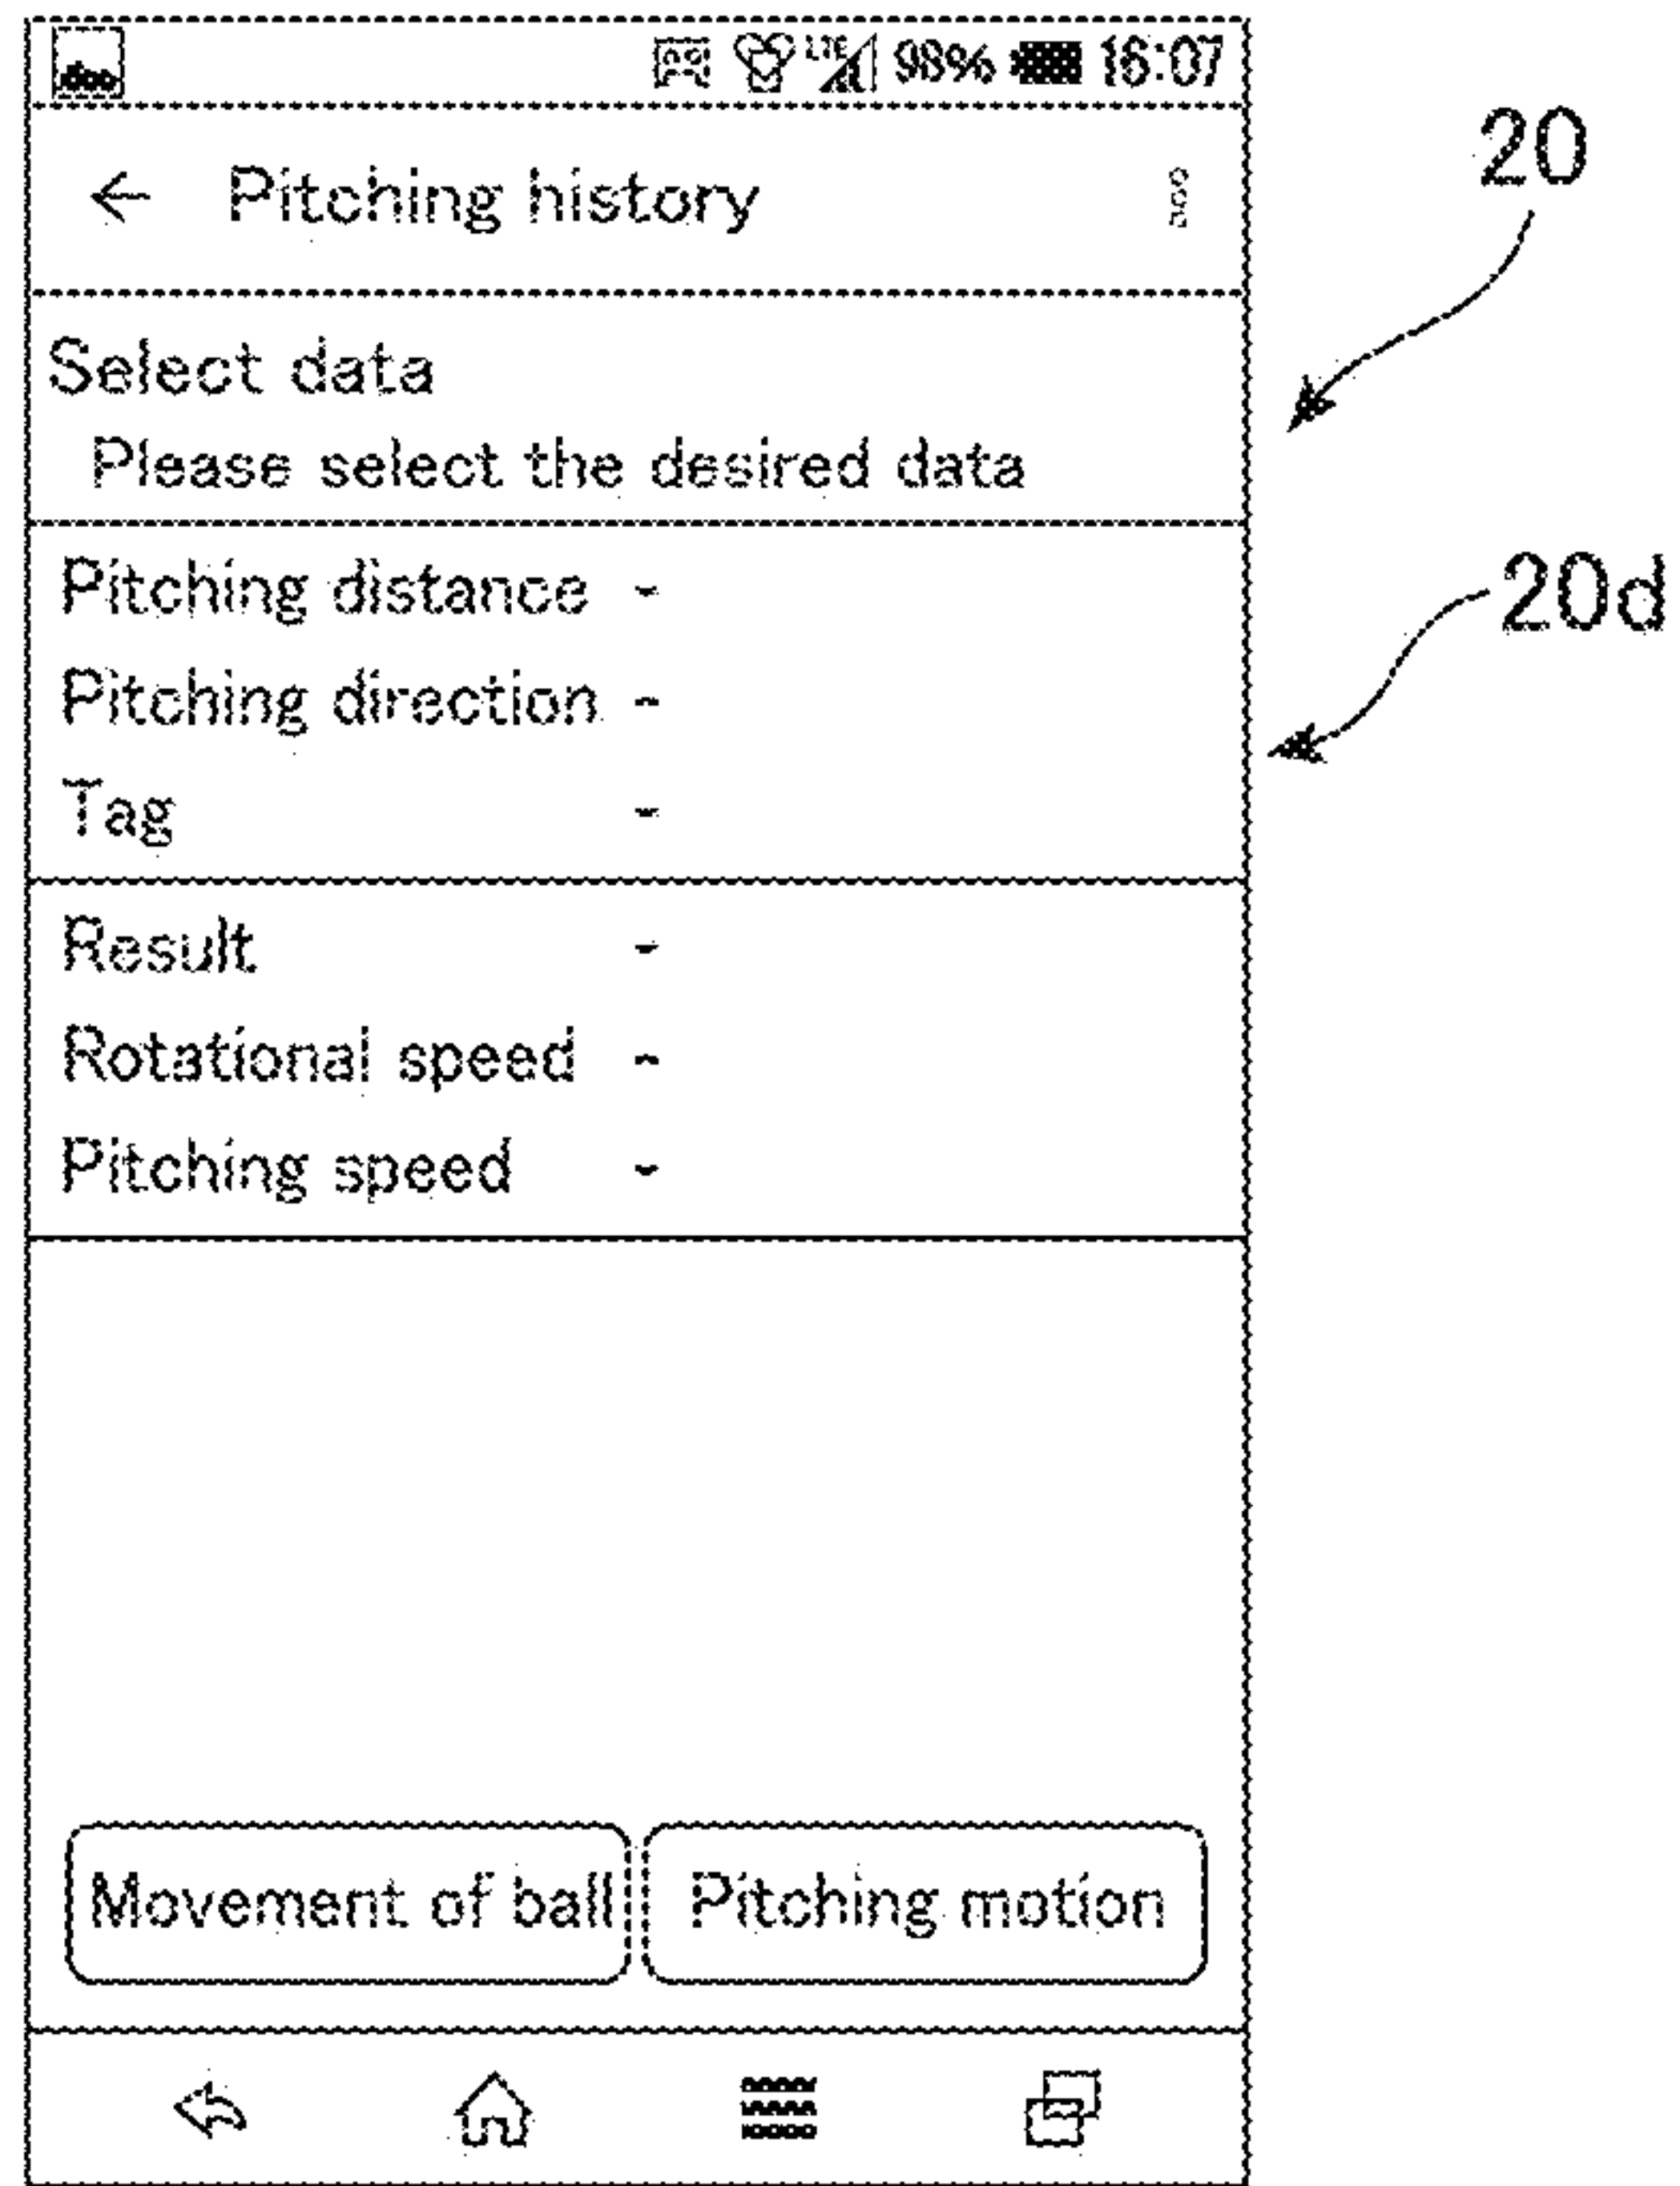 LTE 98% 16:07
← Pitching history
20
Select data
Please select the desired data
Pitching distance -
20d
Pitching direction -
Tag -
Result -
Rotational speed -
Pitching speed -
Movement of ball Pitching motion